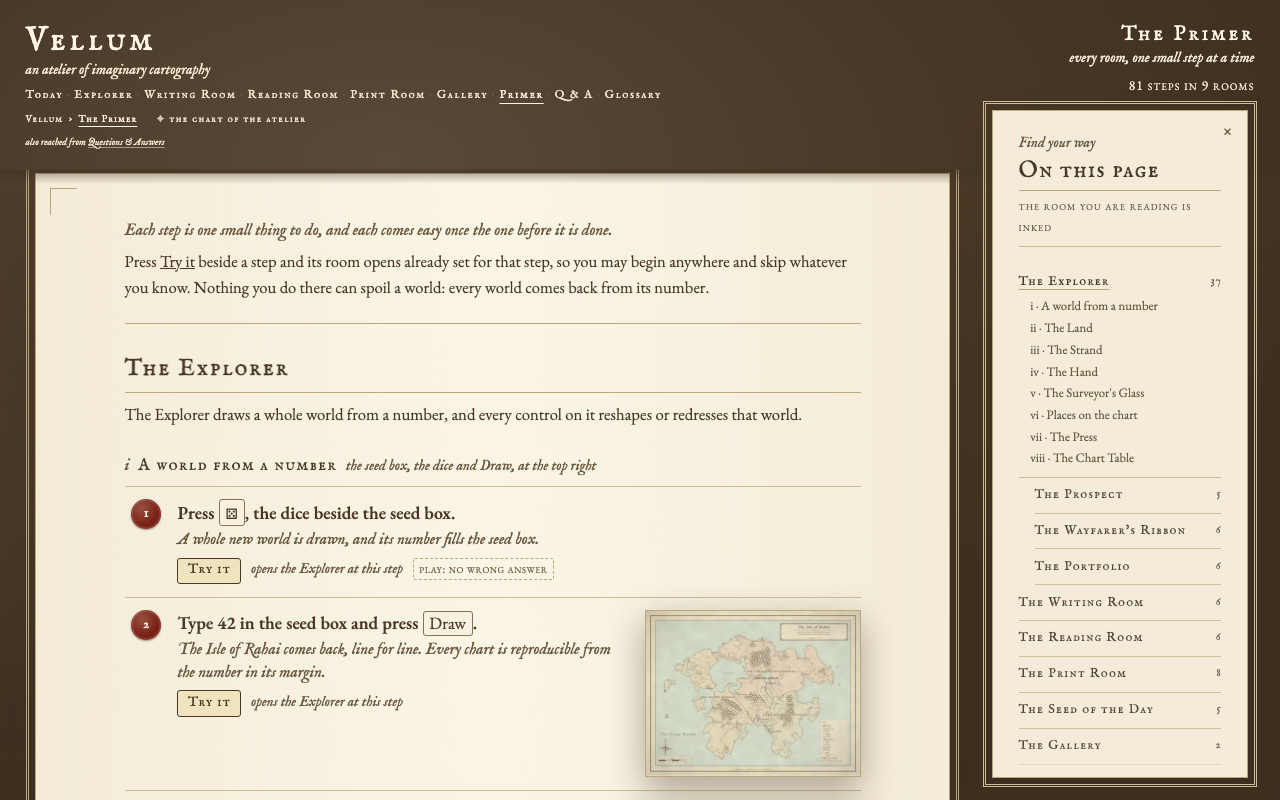 Vellum
an atelier of imaginary cartography
Today · Explorer · Writing Room · Reading Room · Print Room · Gallery · Primer · Q & A · Glossary
Vellum › The Primer ✦ the chart of the atelier
also reached from Questions & Answers
The Primer
every room, one small step at a time
81 steps in 9 rooms
Each step is one small thing to do, and each comes easy once the one before it is done.
Press Try it beside a step and its room opens already set for that step, so you may begin anywhere and skip whatever
you know. Nothing you do there can spoil a world: every world comes back from its number.
The Explorer
The Explorer draws a whole world from a number, and every control on it reshapes or redresses that world.
i A world from a number the seed box, the dice and Draw, at the top right
1 Press ⚄, the dice beside the seed box.
A whole new world is drawn, and its number fills the seed box.
Try it opens the Explorer at this step play: no wrong answer
2 Type 42 in the seed box and press Draw.
The Isle of Rahai comes back, line for line. Every chart is reproducible from
the number in its margin.
Try it opens the Explorer at this step
The Isle of Rahai
×
Find your way
On this page
the room you are reading is
inked
The Explorer 37
i · A world from a number
ii · The Land
iii · The Strand
iv · The Hand
v · The Surveyor's Glass
vi · Places on the chart
vii · The Press
viii · The Chart Table
The Prospect 5
The Wayfarer's Ribbon 6
The Portfolio 6
The Writing Room 6
The Reading Room 6
The Print Room 8
The Seed of the Day 5
The Gallery 2